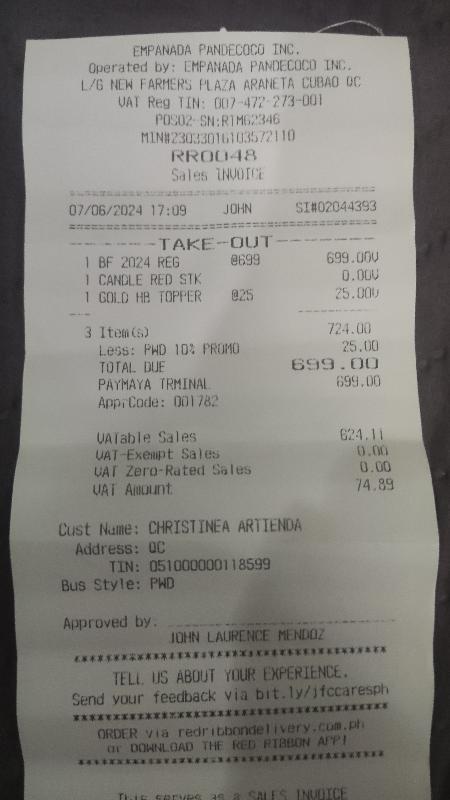 EMPANADA PANDECOCO INC.
Operated by: EMPANADA PANDECOCO INC.
L/G NEW FARMERS PLAZA ARANETA CUBAO QC
VAT Reg TIN: 007-472-273-001
POS02-SN:R1M62346
MIN#23033016103572110
RR0048
Sales INVOICE
07/06/2024 17:09 JOHN SI#02044393
TAKE-OUT
1 BF 2024 REG @699 699.00V
1 CANDLE RED STK 0.00V
1 GOLD HB TOPPER @25 25.00V
3 Item(s) 724.00
Less: PWD 10% PROMO 25.00
TOTAL DUE 699.00
PAYMAYA TRMINAL 699.00
Appr.Code: 001782
VATable Sales 624.11
VAT-Exempt Sales 0.00
VAT Zero-Rated Sales 0.00
VAT Amount 74.89
Cust Name: CHRISTINEA ARTIENDA
Address: QC
TIN: 051000000118599
Bus Style: PWD
Approved by:
JOHN LAURENCE MENDOZ
TELL US ABOUT YOUR EXPERIENCE.
Send your feedback via bit.ly/jfccaresph
ORDER via redribbondelivery.com.ph
or DOWNLOAD THE RED RIBBON APP!
This serves as a SALES INVOICE